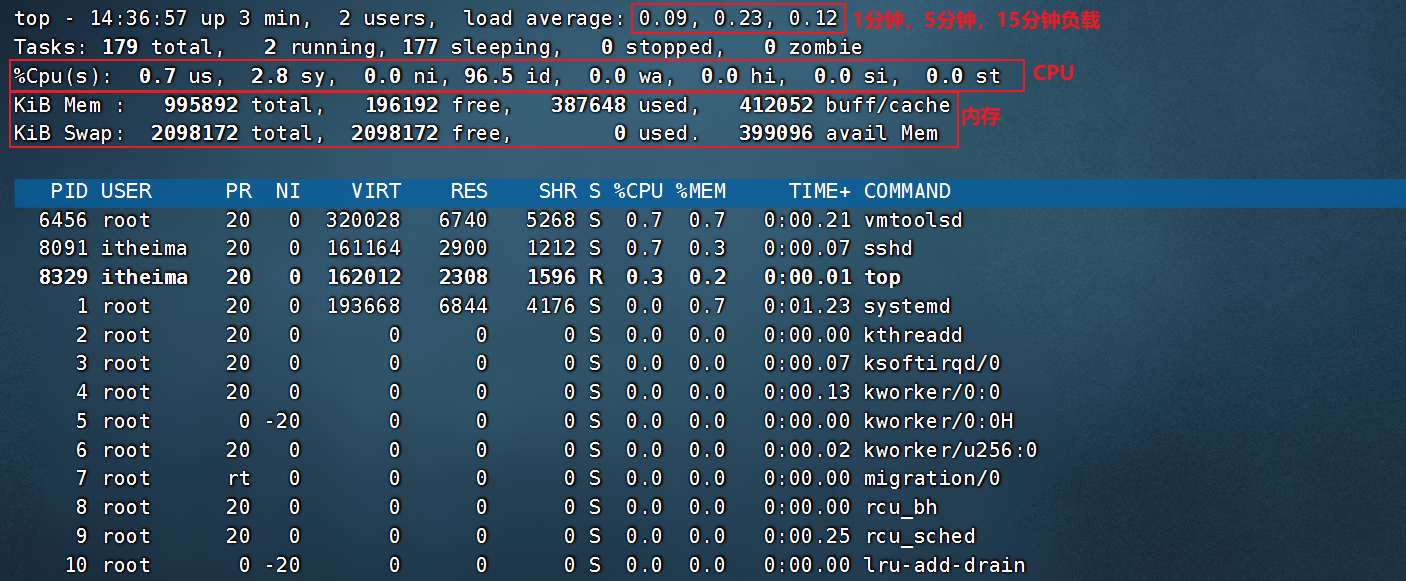 top - 14:36:57 up 3 min,  2 users,  load average: 0.09, 0.23, 0.12 1分钟，5分钟，15分钟负载
Tasks: 179 total,   2 running, 177 sleeping,   0 stopped,   0 zombie
%Cpu(s):  0.7 us,  2.8 sy,  0.0 ni, 96.5 id,  0.0 wa,  0.0 hi,  0.0 si,  0.0 st CPU
KiB Mem :   995892 total,   196192 free,   387648 used,   412052 buff/cache 内存
KiB Swap:  2098172 total,  2098172 free,        0 used.   399096 avail Mem
PID USER      PR  NI    VIRT    RES    SHR S %CPU %MEM     TIME+ COMMAND
6456 root      20   0  320028   6740   5268 S  0.7  0.7   0:00.21 vmtoolsd
8091 itheima   20   0  161164   2900   1212 S  0.7  0.3   0:00.07 sshd
8329 itheima   20   0  162012   2308   1596 R  0.3  0.2   0:00.01 top
1 root      20   0  193668   6844   4176 S  0.0  0.7   0:01.23 systemd
2 root      20   0       0      0      0 S  0.0  0.0   0:00.00 kthreadd
3 root      20   0       0      0      0 S  0.0  0.0   0:00.07 ksoftirqd/0
4 root      20   0       0      0      0 S  0.0  0.0   0:00.13 kworker/0:0
5 root       0 -20       0      0      0 S  0.0  0.0   0:00.00 kworker/0:0H
6 root      20   0       0      0      0 S  0.0  0.0   0:00.02 kworker/u256:0
7 root      rt   0       0      0      0 S  0.0  0.0   0:00.00 migration/0
8 root      20   0       0      0      0 S  0.0  0.0   0:00.00 rcu_bh
9 root      20   0       0      0      0 S  0.0  0.0   0:00.25 rcu_sched
10 root       0 -20       0      0      0 S  0.0  0.0   0:00.00 lru-add-drain